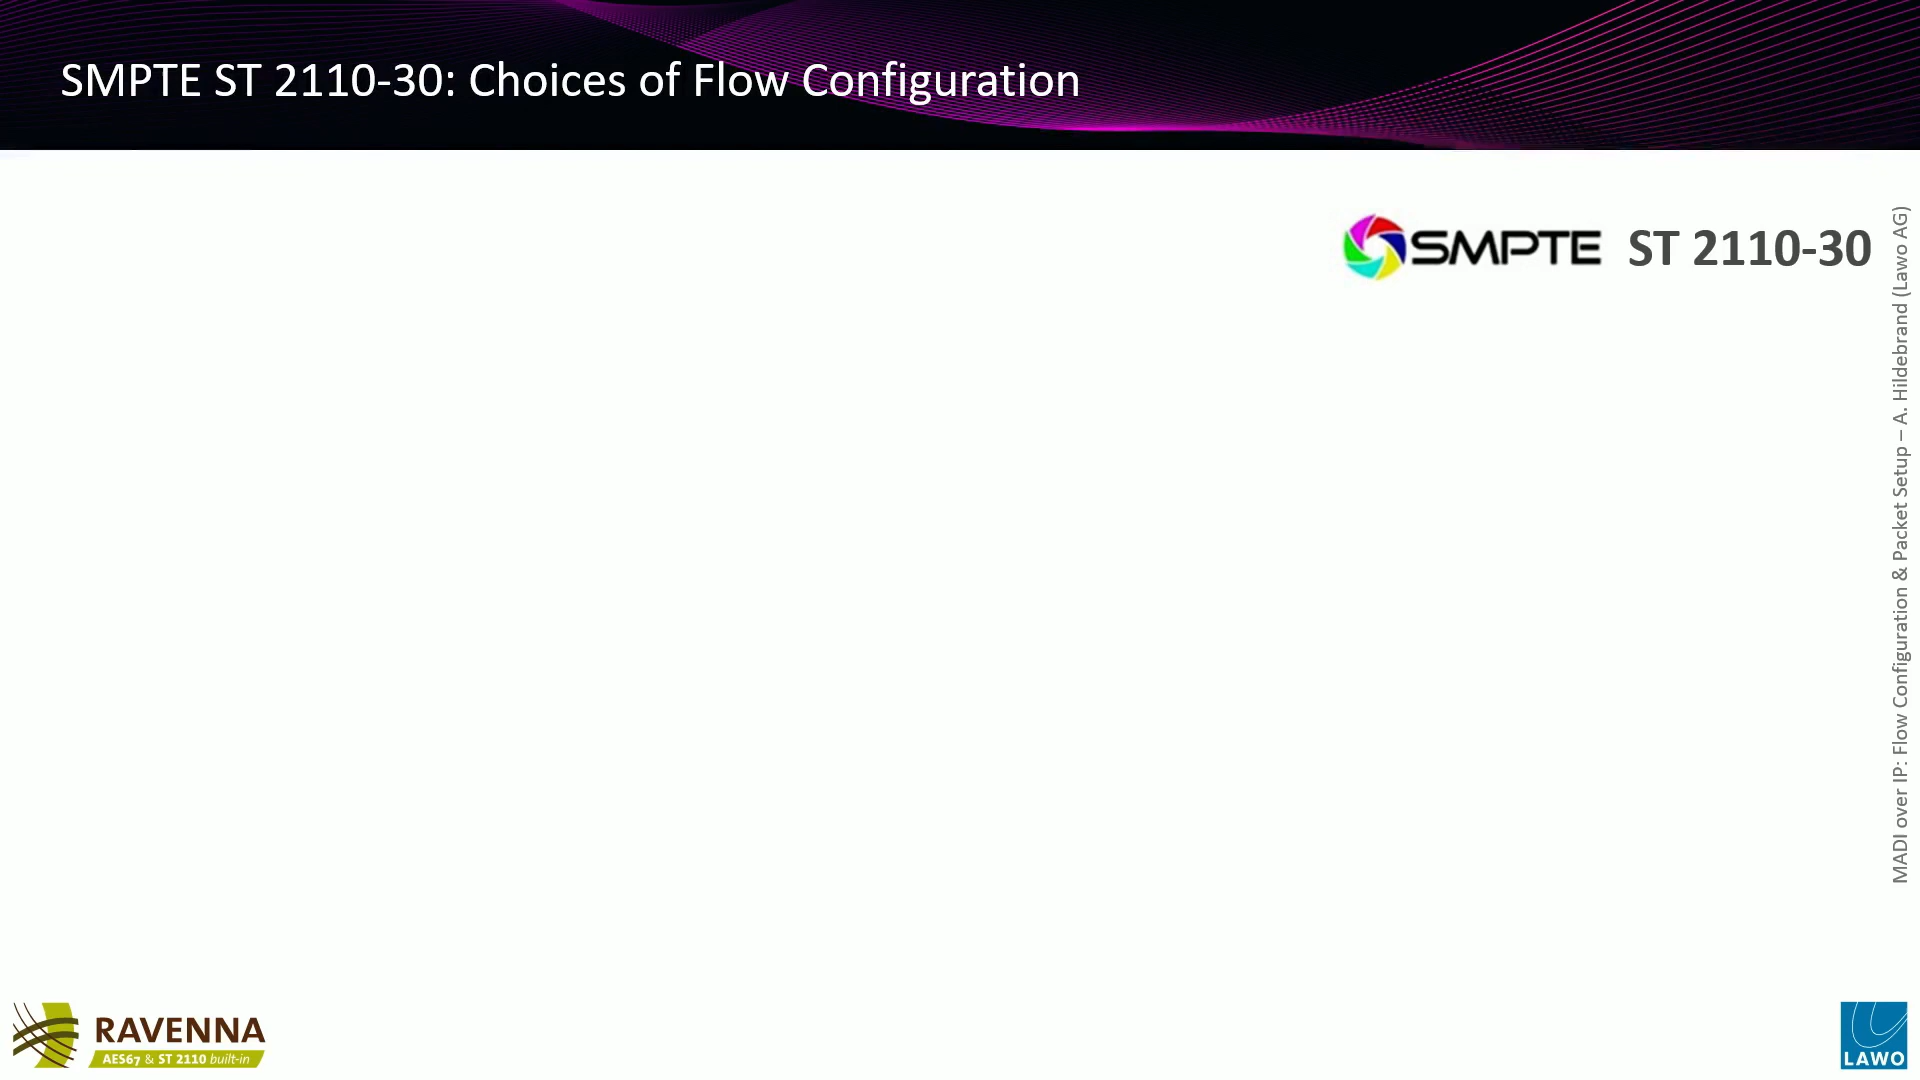 SMPTE ST 2110-30: Choices of Flow Configuration
SMPTE ST 2110-30
MADI over IP: Flow Configuration & Packet Setup – A. Hildebrand (Lawo AG)
RAVENNA
AES67 & ST 2110 built-in
LAWO